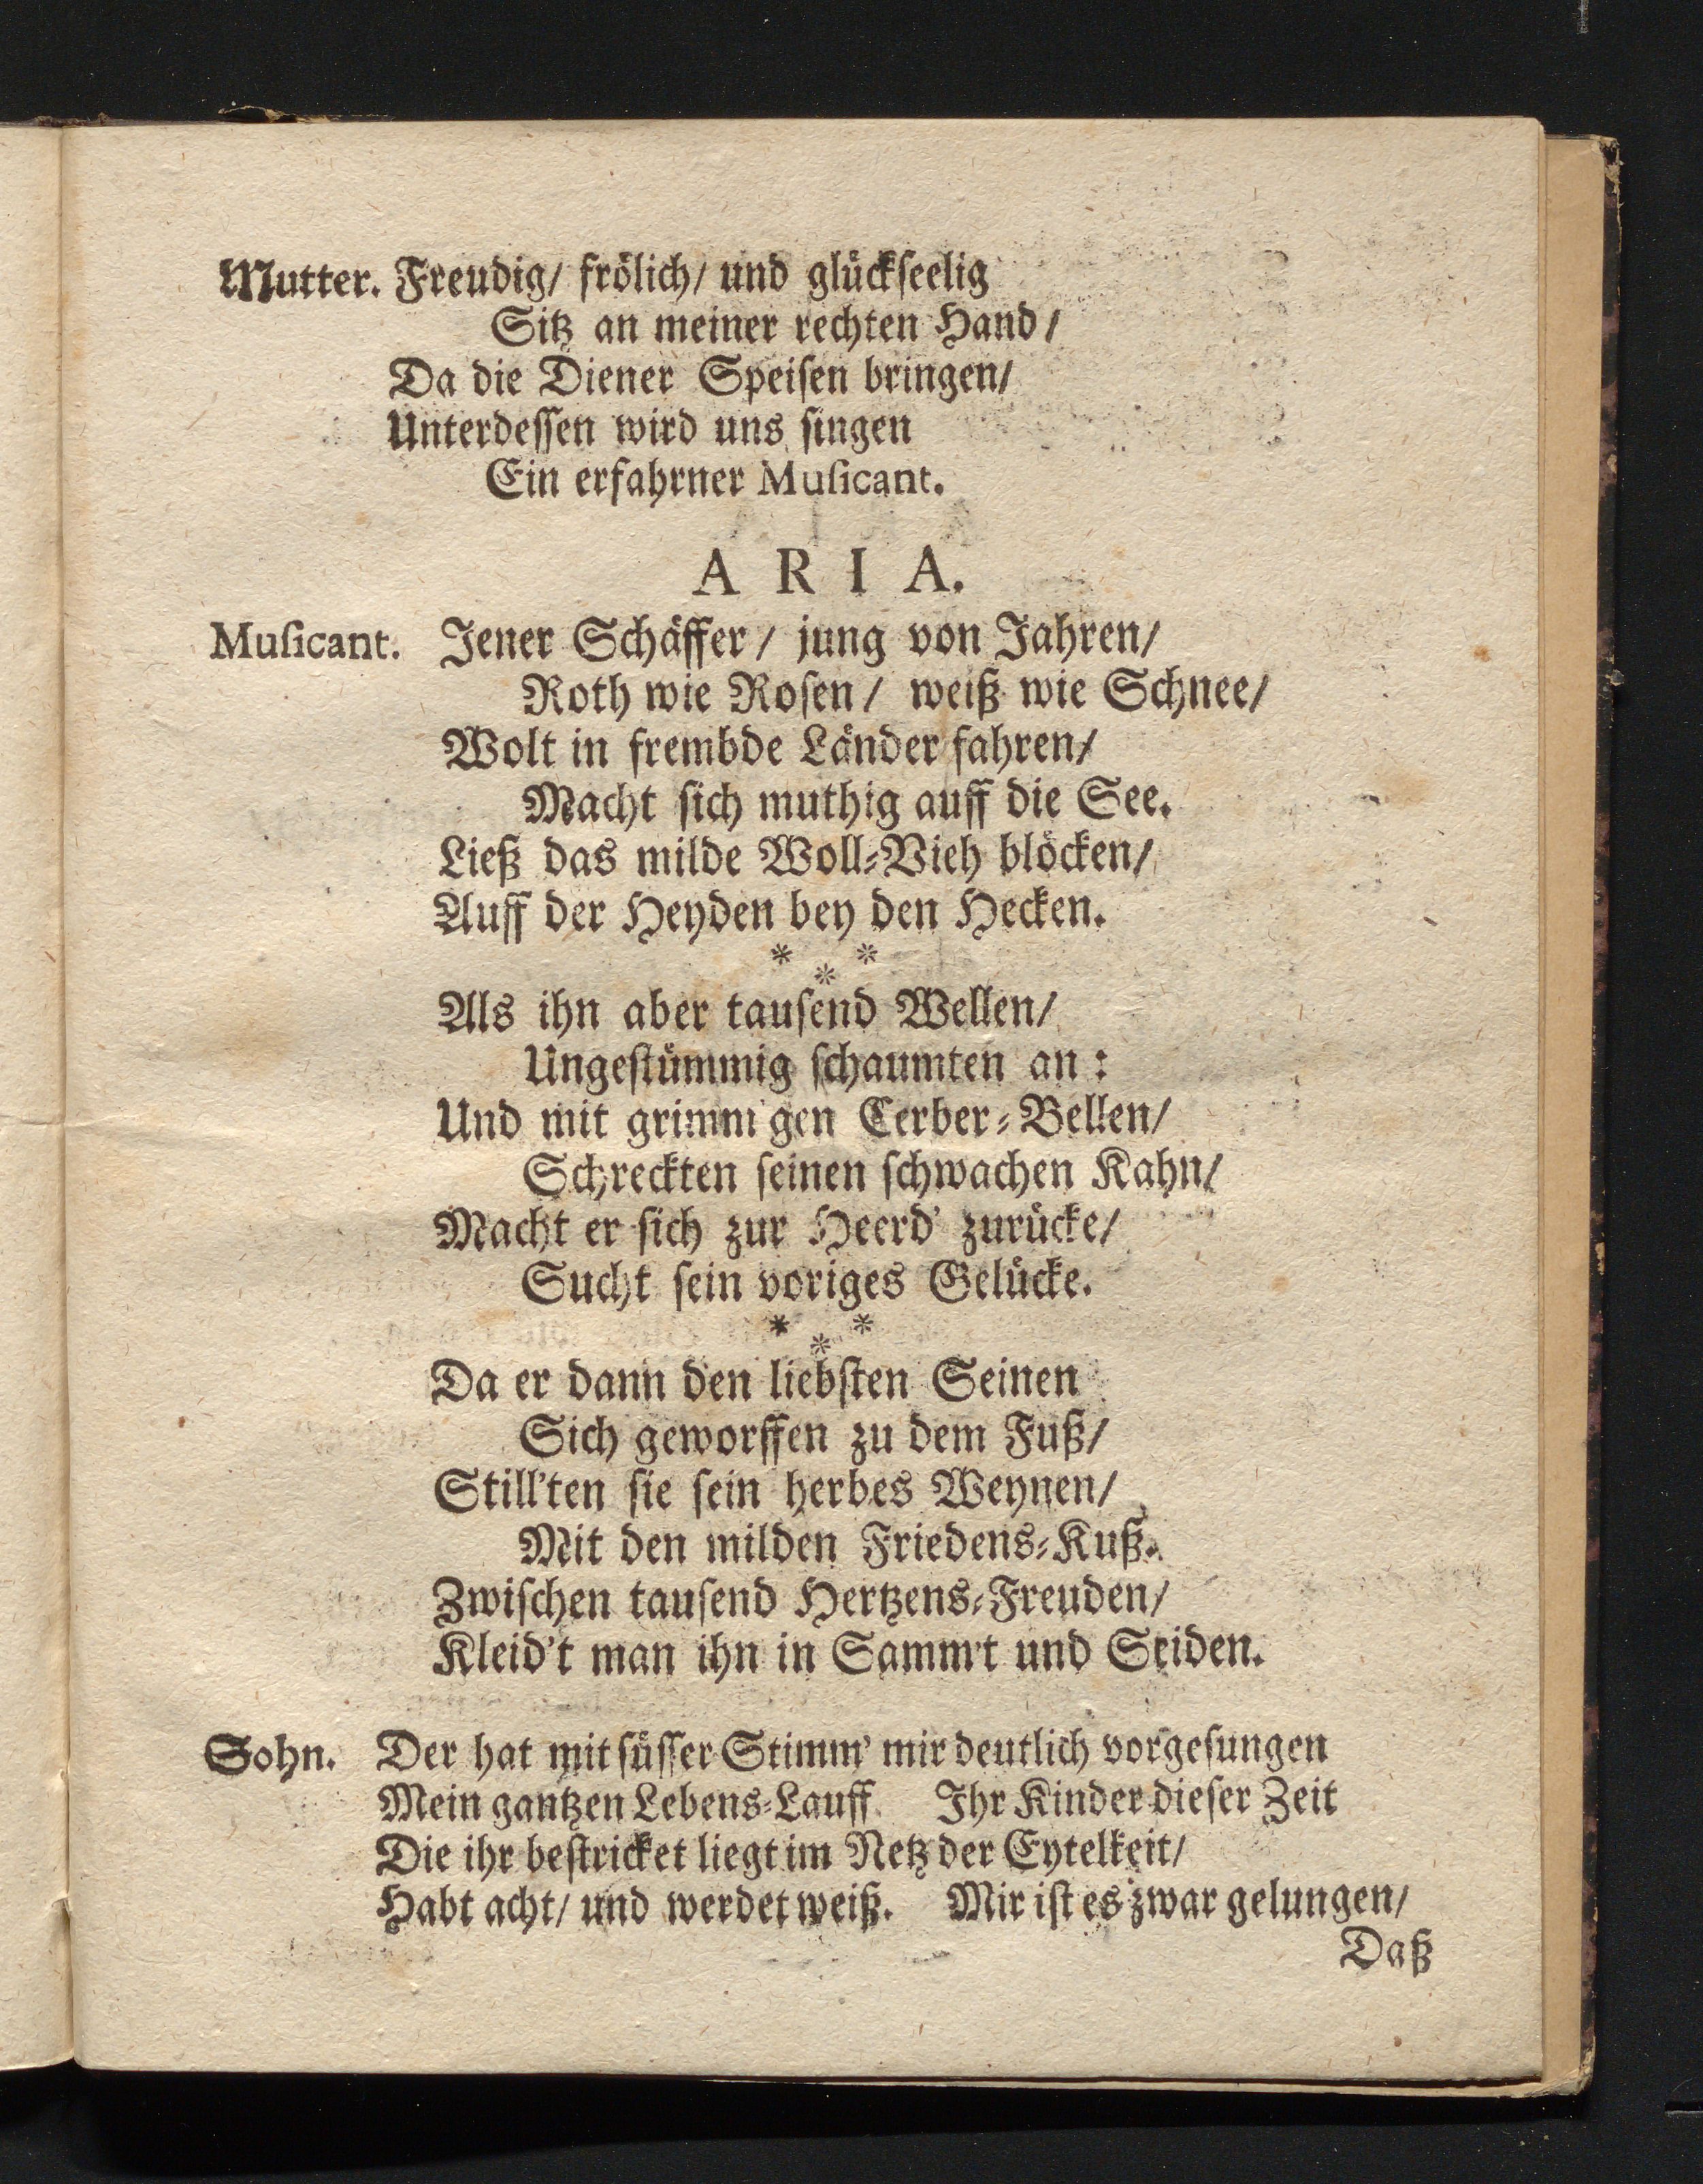 Mutter. Freudig/ frölich/ und glückſeelig
Sitz an meiner rechten Hand/
Da die Diener Speiſen bringen/
Unterdeſſen wird uns ſingen
Ein erfahrner Muſicant.
ARIA.
Muſicant. Jener Schäffer/ jung von Jahren/
Roth wie Roſen/ weiß wie Schnee/
Wolt in frembde Länder fahren/
Macht ſich muthig auff die See.
Ließ das milde Woll-Vieh blöcken/
Auff der Heyden bey den Hecken.
* * *
Als ihn aber tauſend Wellen/
Ungeſtümmig ſchaumten an:
Und mit grimm'gen Cerber-Bellen/
Schreckten ſeinen ſchwachen Kahn/
Macht er ſich zur Heerd' zurücke/
Sucht ſein voriges Gelücke.
* * *
Da er dann den liebſten Seinen
Sich geworffen zu dem Fuß/
Still'ten ſie ſein herbes Weynen/
Mit den milden Friedens-Kuß.
Zwiſchen tauſend Hertzens-Freuden/
Kleid't man ihn in Samm't und Seiden.
Sohn. Der hat mit ſüſſer Stimm' mir deutlich vorgeſungen
Mein gantzen Lebens-Lauff Ihr Kinder dieſer Zeit
Die ihr beſtricket liegt im Netz der Eytelkeit/
Habt acht/ und werdet weiß. Mir iſt es zwar gelungen/
Daß